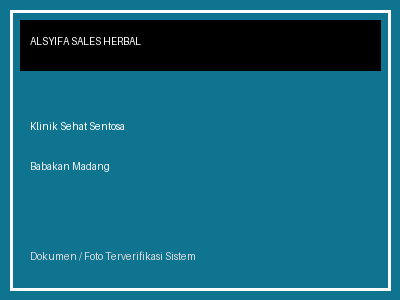 ALSYIFA SALES HERBAL
Klinik Sehat Sentosa
Babakan Madang
Dokumen / Foto Terverifikasi Sistem